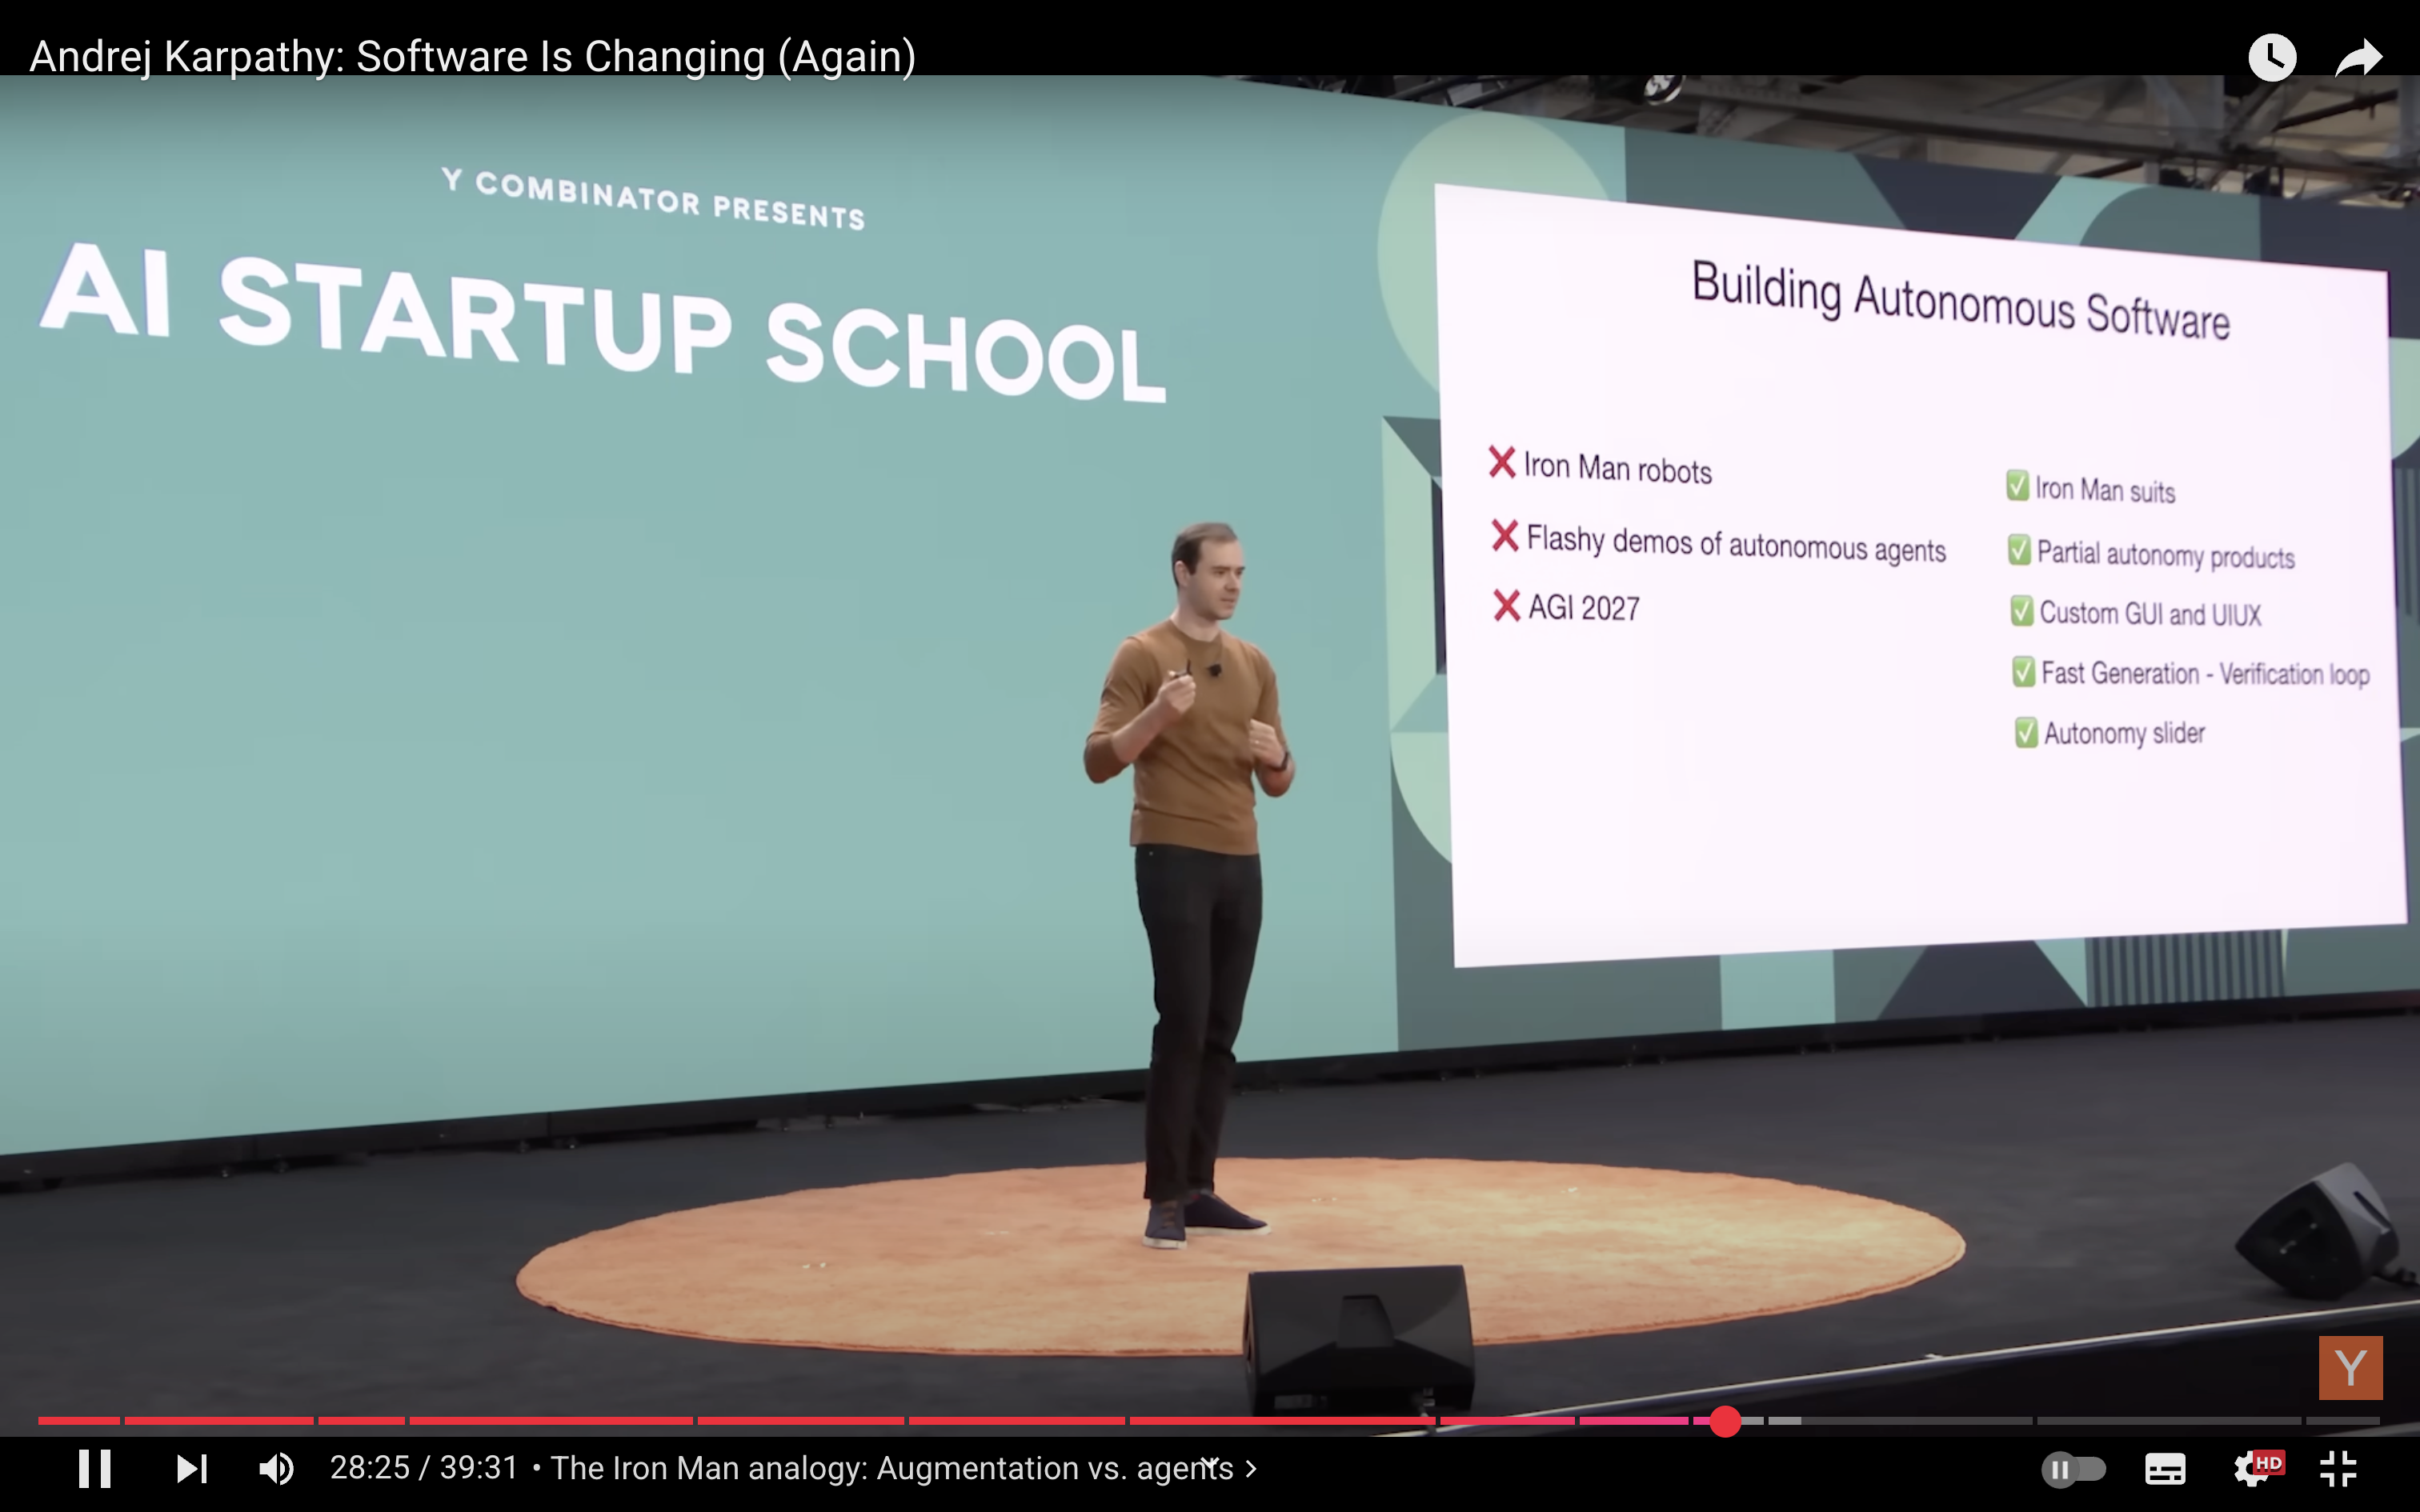 Andrej Karpathy: Software Is Changing (Again)
Y COMBINATOR PRESENTS
AI STARTUP SCHOOL
Building Autonomous Software
❌ Iron Man robots
❌ Flashy demos of autonomous agents
❌ AGI 2027
✅ Iron Man suits
✅ Partial autonomy products
✅ Custom GUI and UIUX
✅ Fast Generation - Verification loop
✅ Autonomy slider
Y
28:25 / 39:31 • The Iron Man analogy: Augmentation vs. agents >
HD